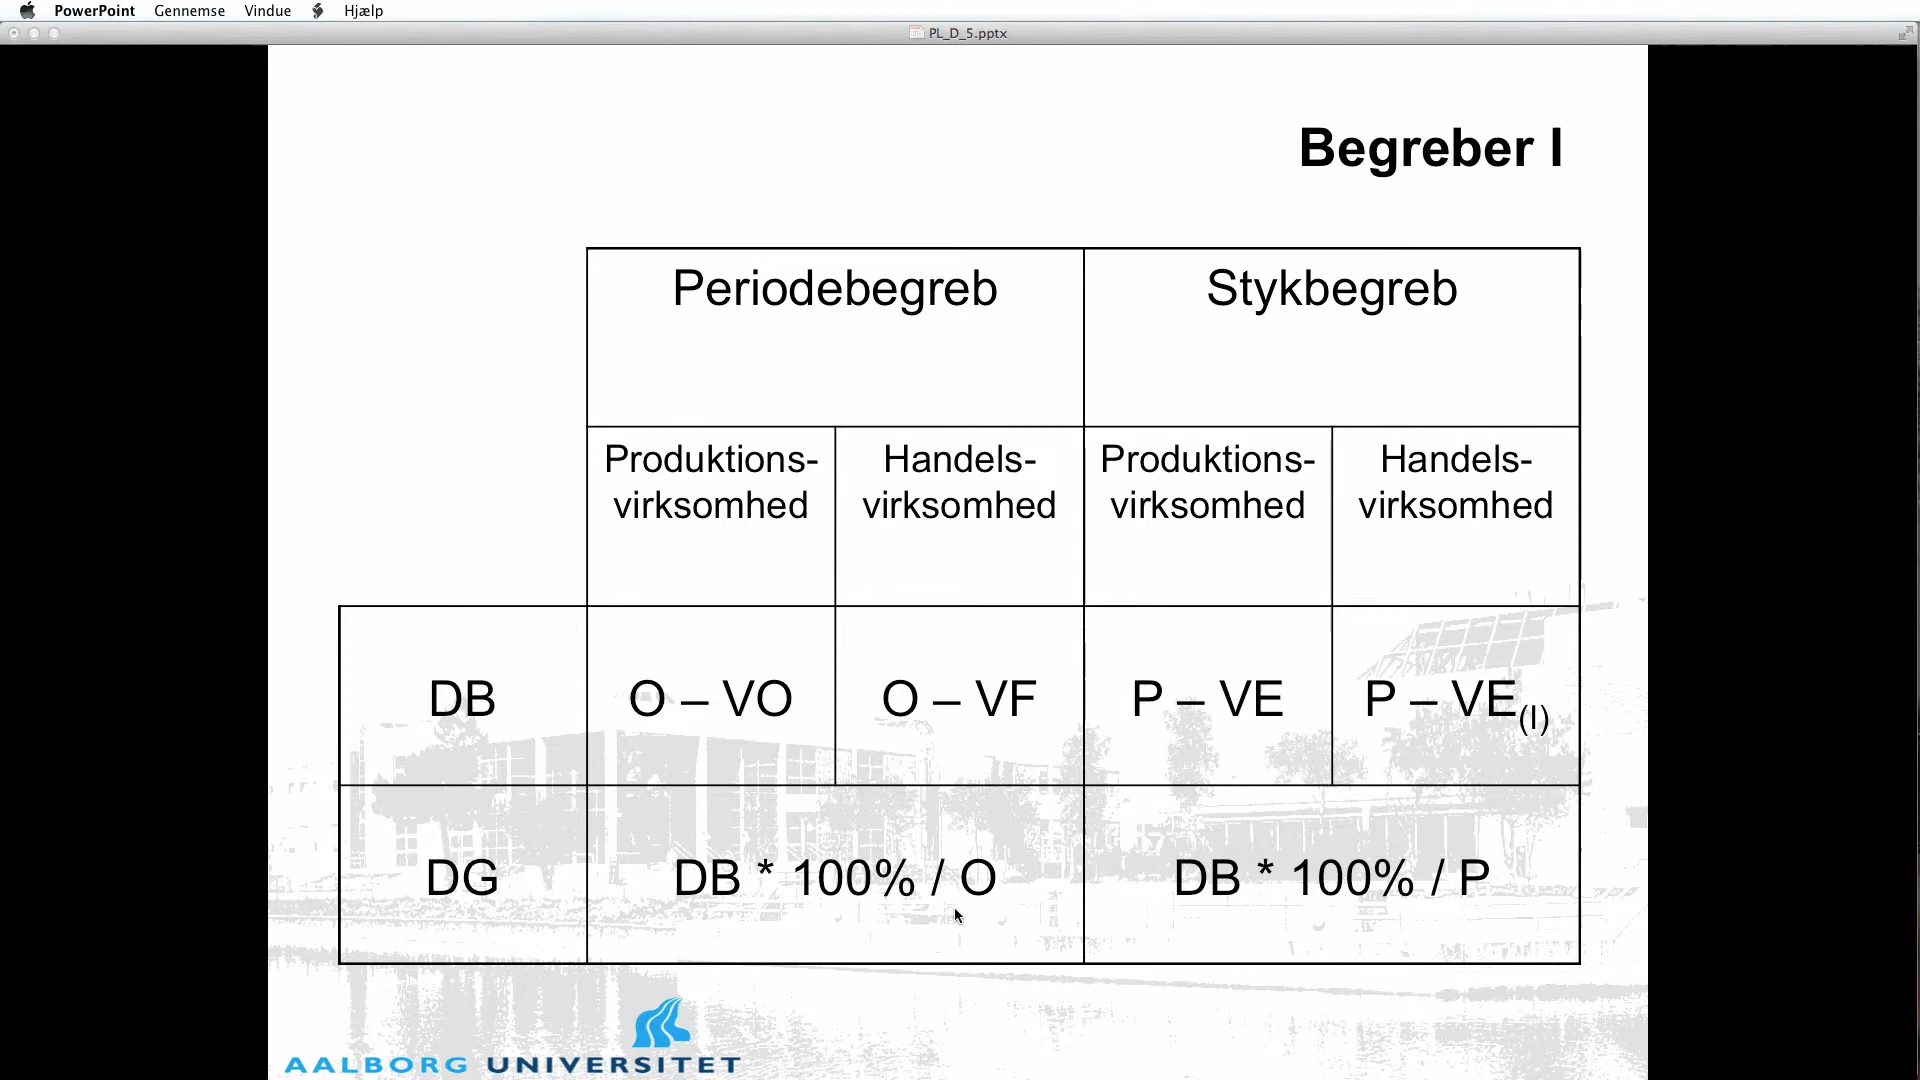 PowerPoint Gennemse Vindue Hjælp
PL_D_5.pptx
Begreber I
Periodebegreb Stykbegreb
Produktions- Handels- Produktions- Handels-
virksomhed virksomhed virksomhed virksomhed
DB O – VO O – VF P – VE P – VE(I)
DG DB * 100% / O DB * 100% / P
AALBORG UNIVERSITET